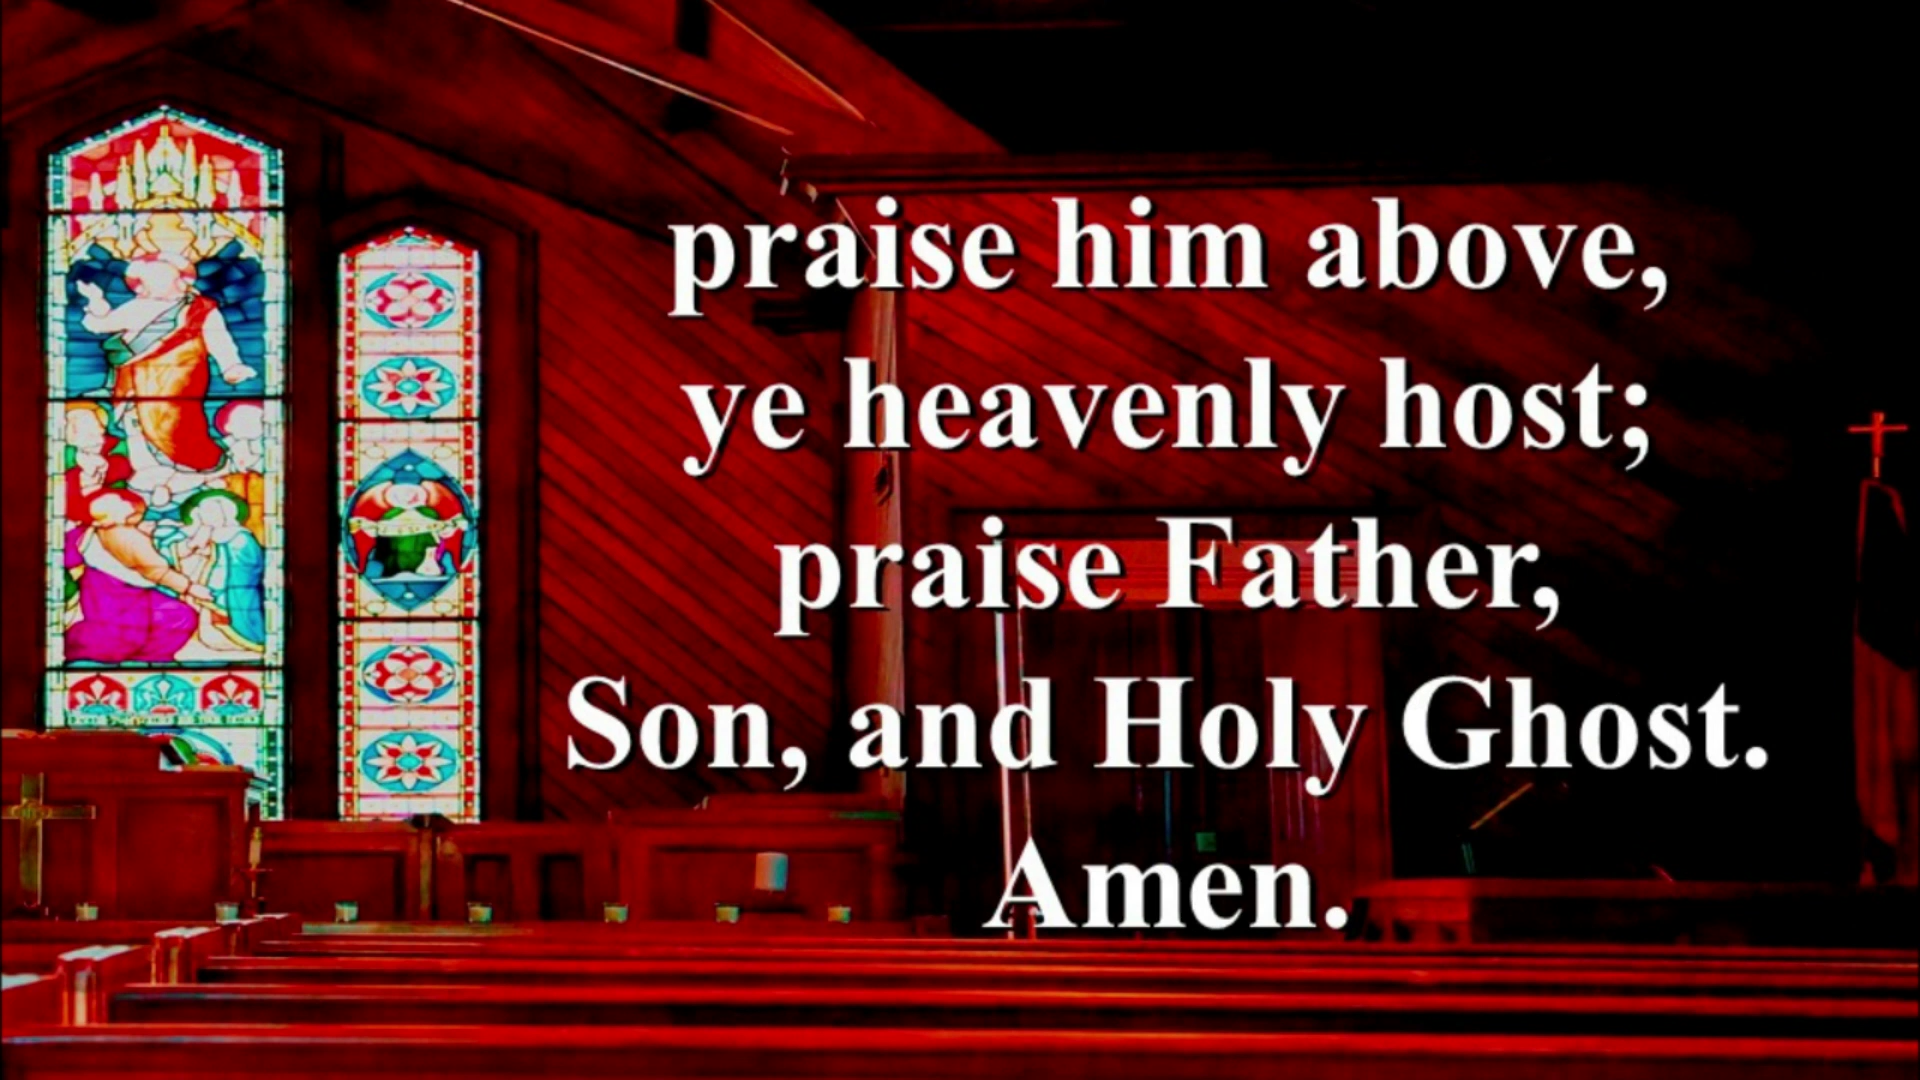 praise him above,
ye heavenly host;
praise Father,
Son, and Holy Ghost.
Amen.